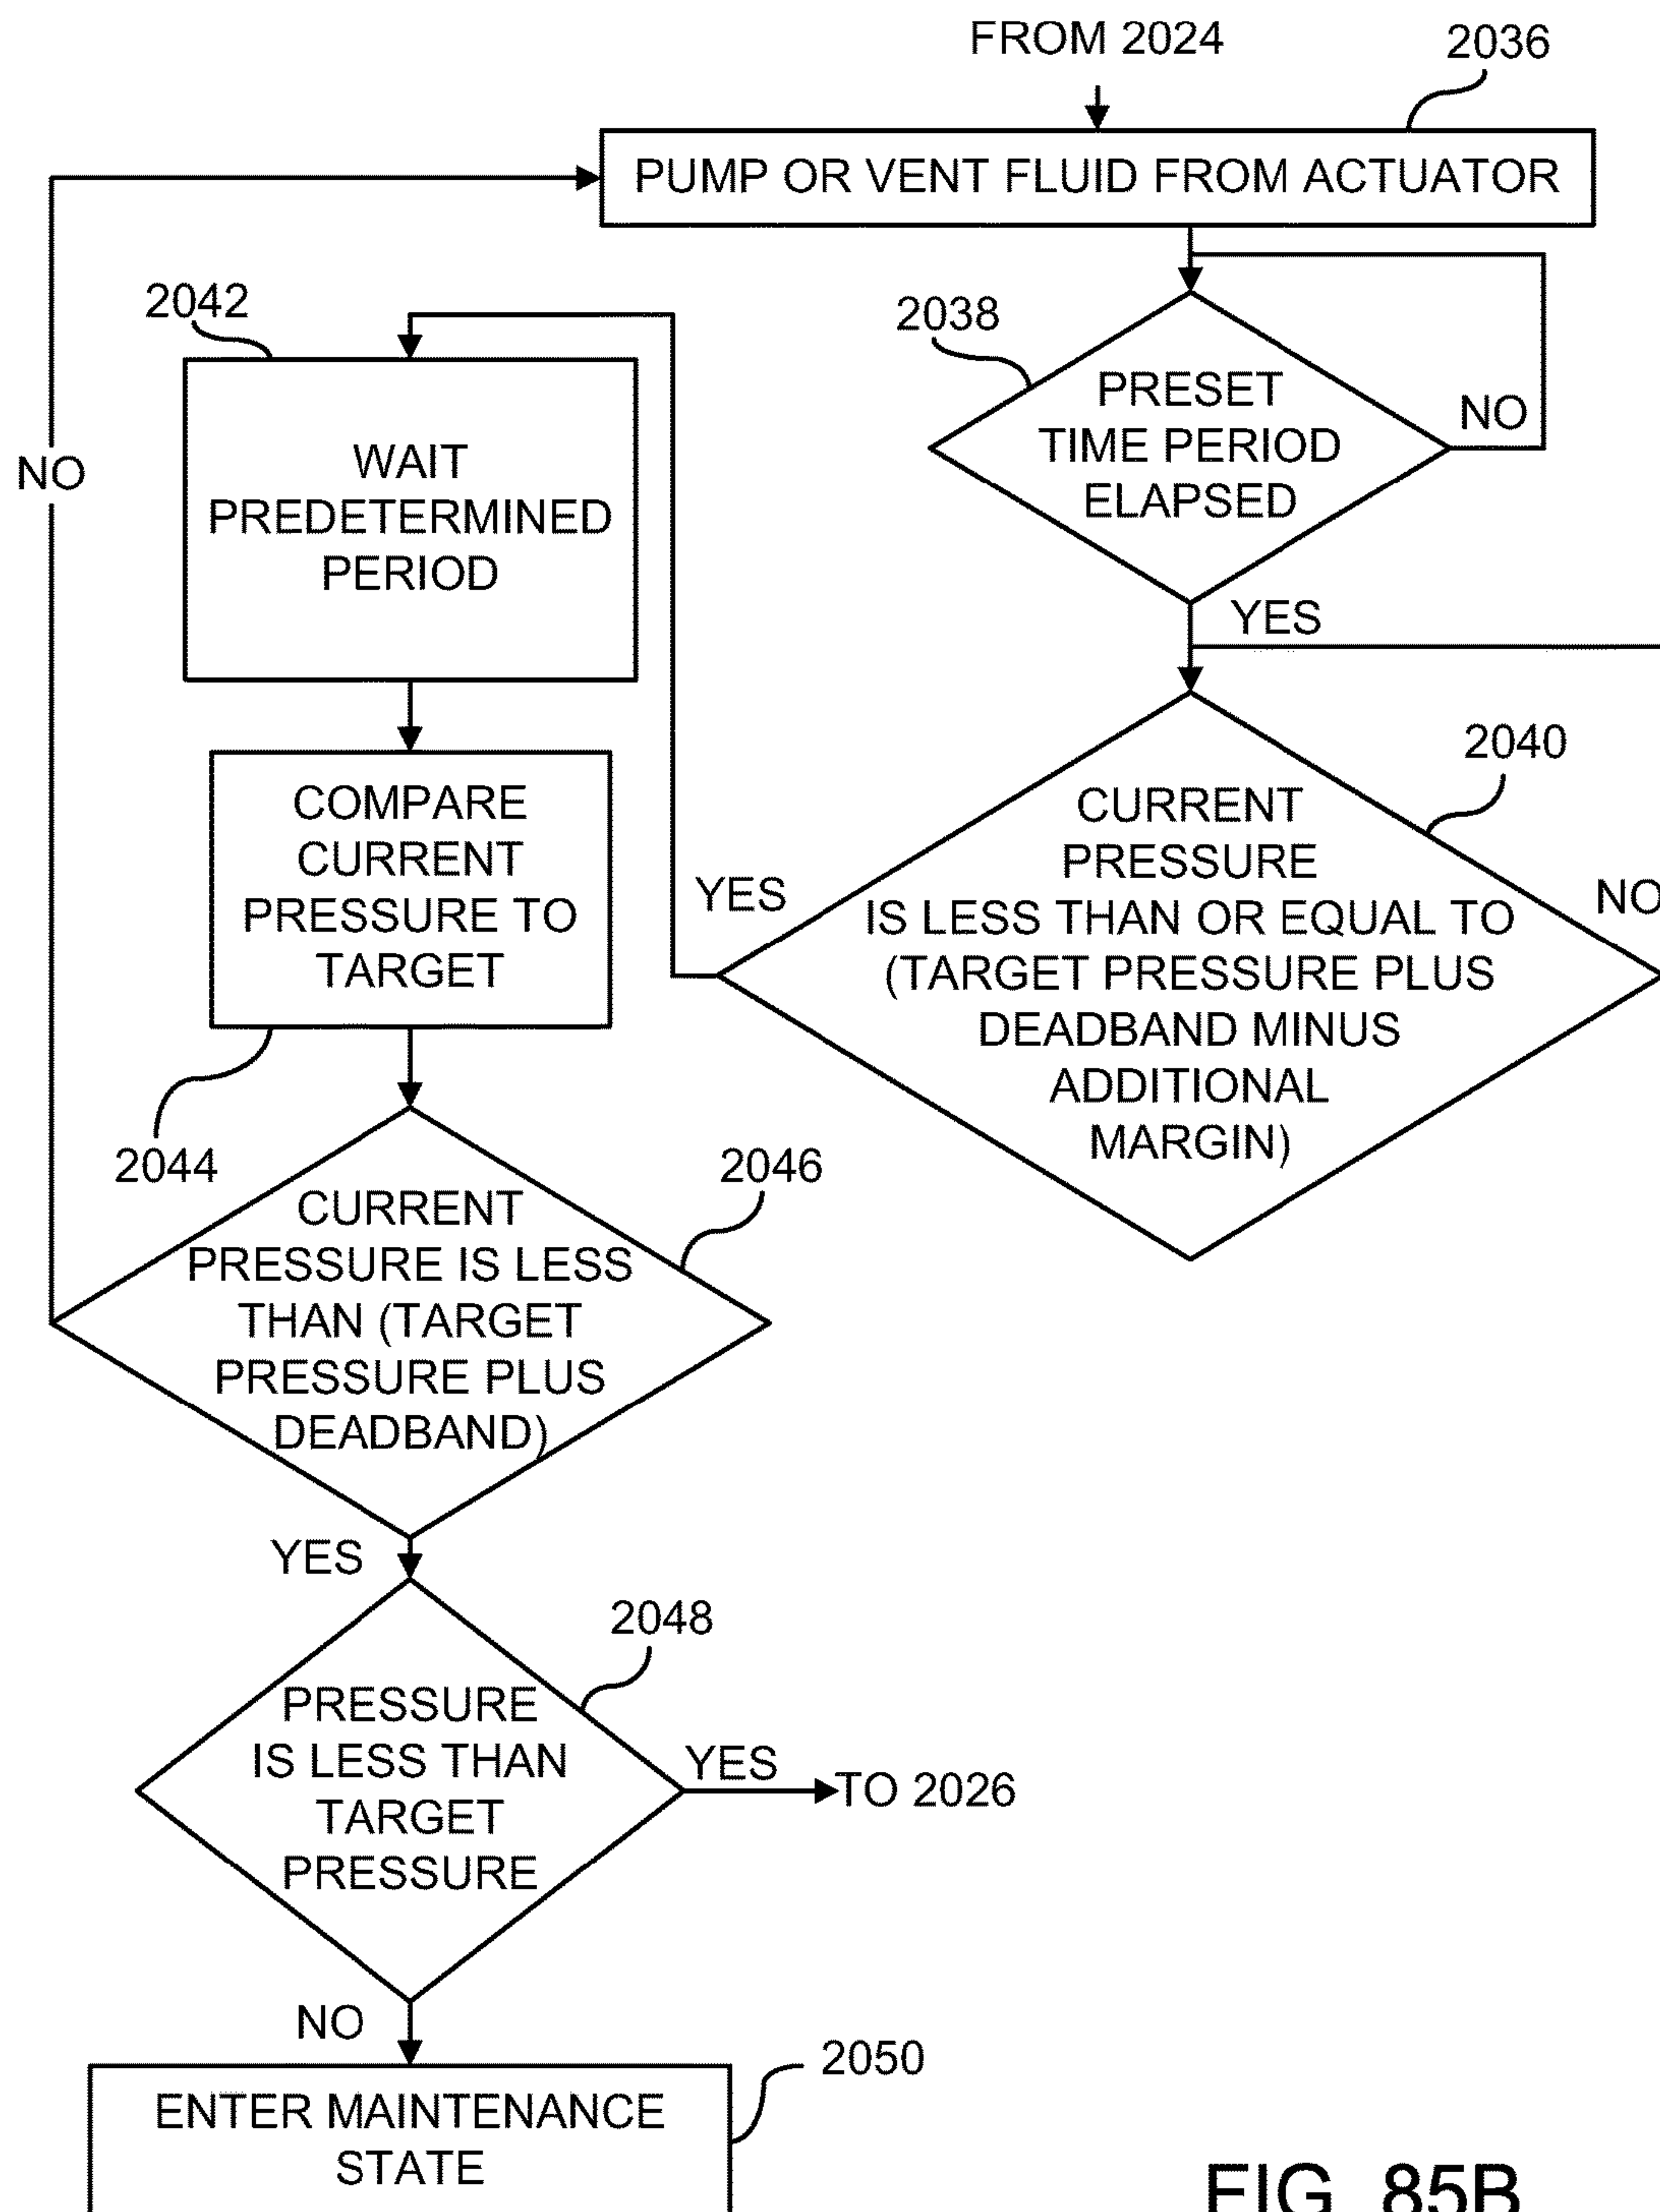 FROM 2024
2036
PUMP OR VENT FLUID FROM ACTUATOR
2038
PRESET
TIME PERIOD
ELAPSED
NO
YES
2040
CURRENT
PRESSURE
IS LESS THAN OR EQUAL TO
(TARGET PRESSURE PLUS
DEADBAND MINUS
ADDITIONAL
MARGIN)
NO
YES
2042
WAIT
PREDETERMINED
PERIOD
NO
COMPARE
CURRENT
PRESSURE TO
TARGET
2044
2046
CURRENT
PRESSURE IS LESS
THAN (TARGET
PRESSURE PLUS
DEADBAND)
YES
2048
PRESSURE
IS LESS THAN
TARGET
PRESSURE
YES
TO 2026
NO
2050
ENTER MAINTENANCE
STATE
FIG. 85B